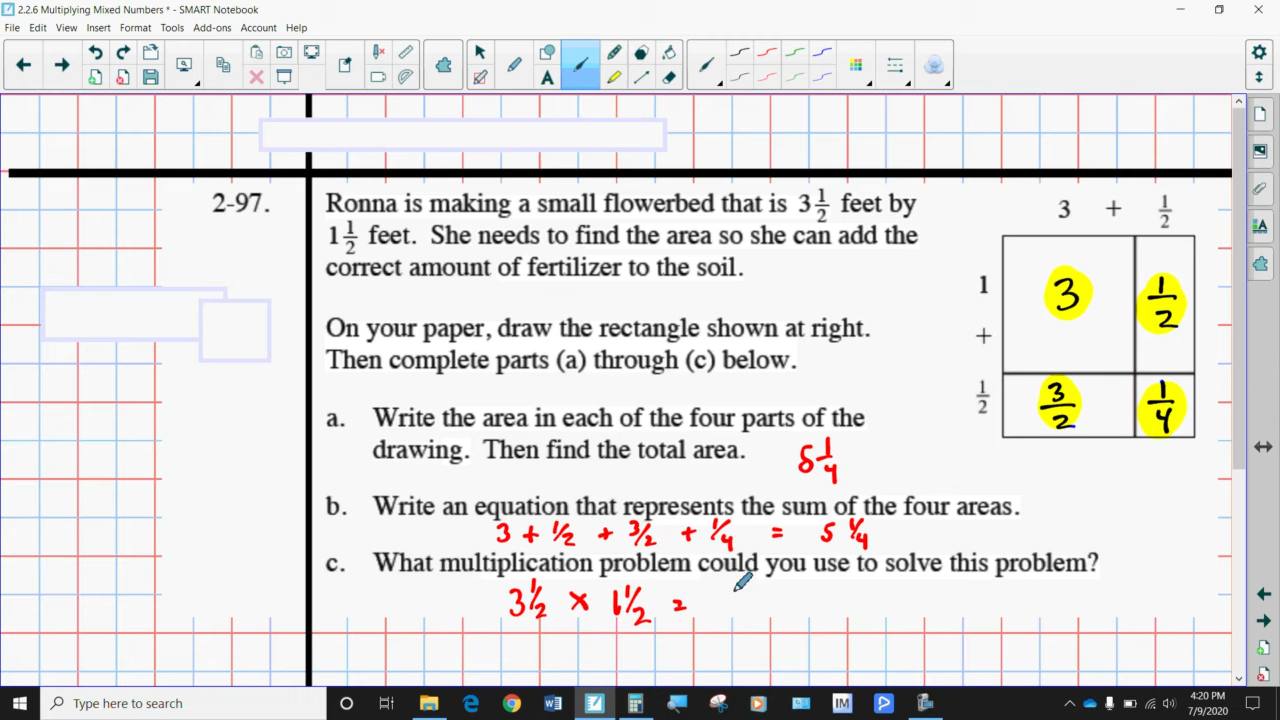 2.2.6 Multiplying Mixed Numbers * - SMART Notebook
File Edit View Insert Format Tools Add-ons Account Help
2-97.
Ronna is making a small flowerbed that is 3 1/2 feet by
1 1/2 feet. She needs to find the area so she can add the
correct amount of fertilizer to the soil.
On your paper, draw the rectangle shown at right.
Then complete parts (a) through (c) below.
3 + 1/2
1 3 1/2
+
1/2 3/2 1/4
a. Write the area in each of the four parts of the
drawing. Then find the total area. 5 1/4
b. Write an equation that represents the sum of the four areas.
3 + 1/2 + 3/2 + 1/4 = 5 1/4
c. What multiplication problem could you use to solve this problem?
3 1/2 × 1 1/2 =
Type here to search
4:20 PM
7/9/2020